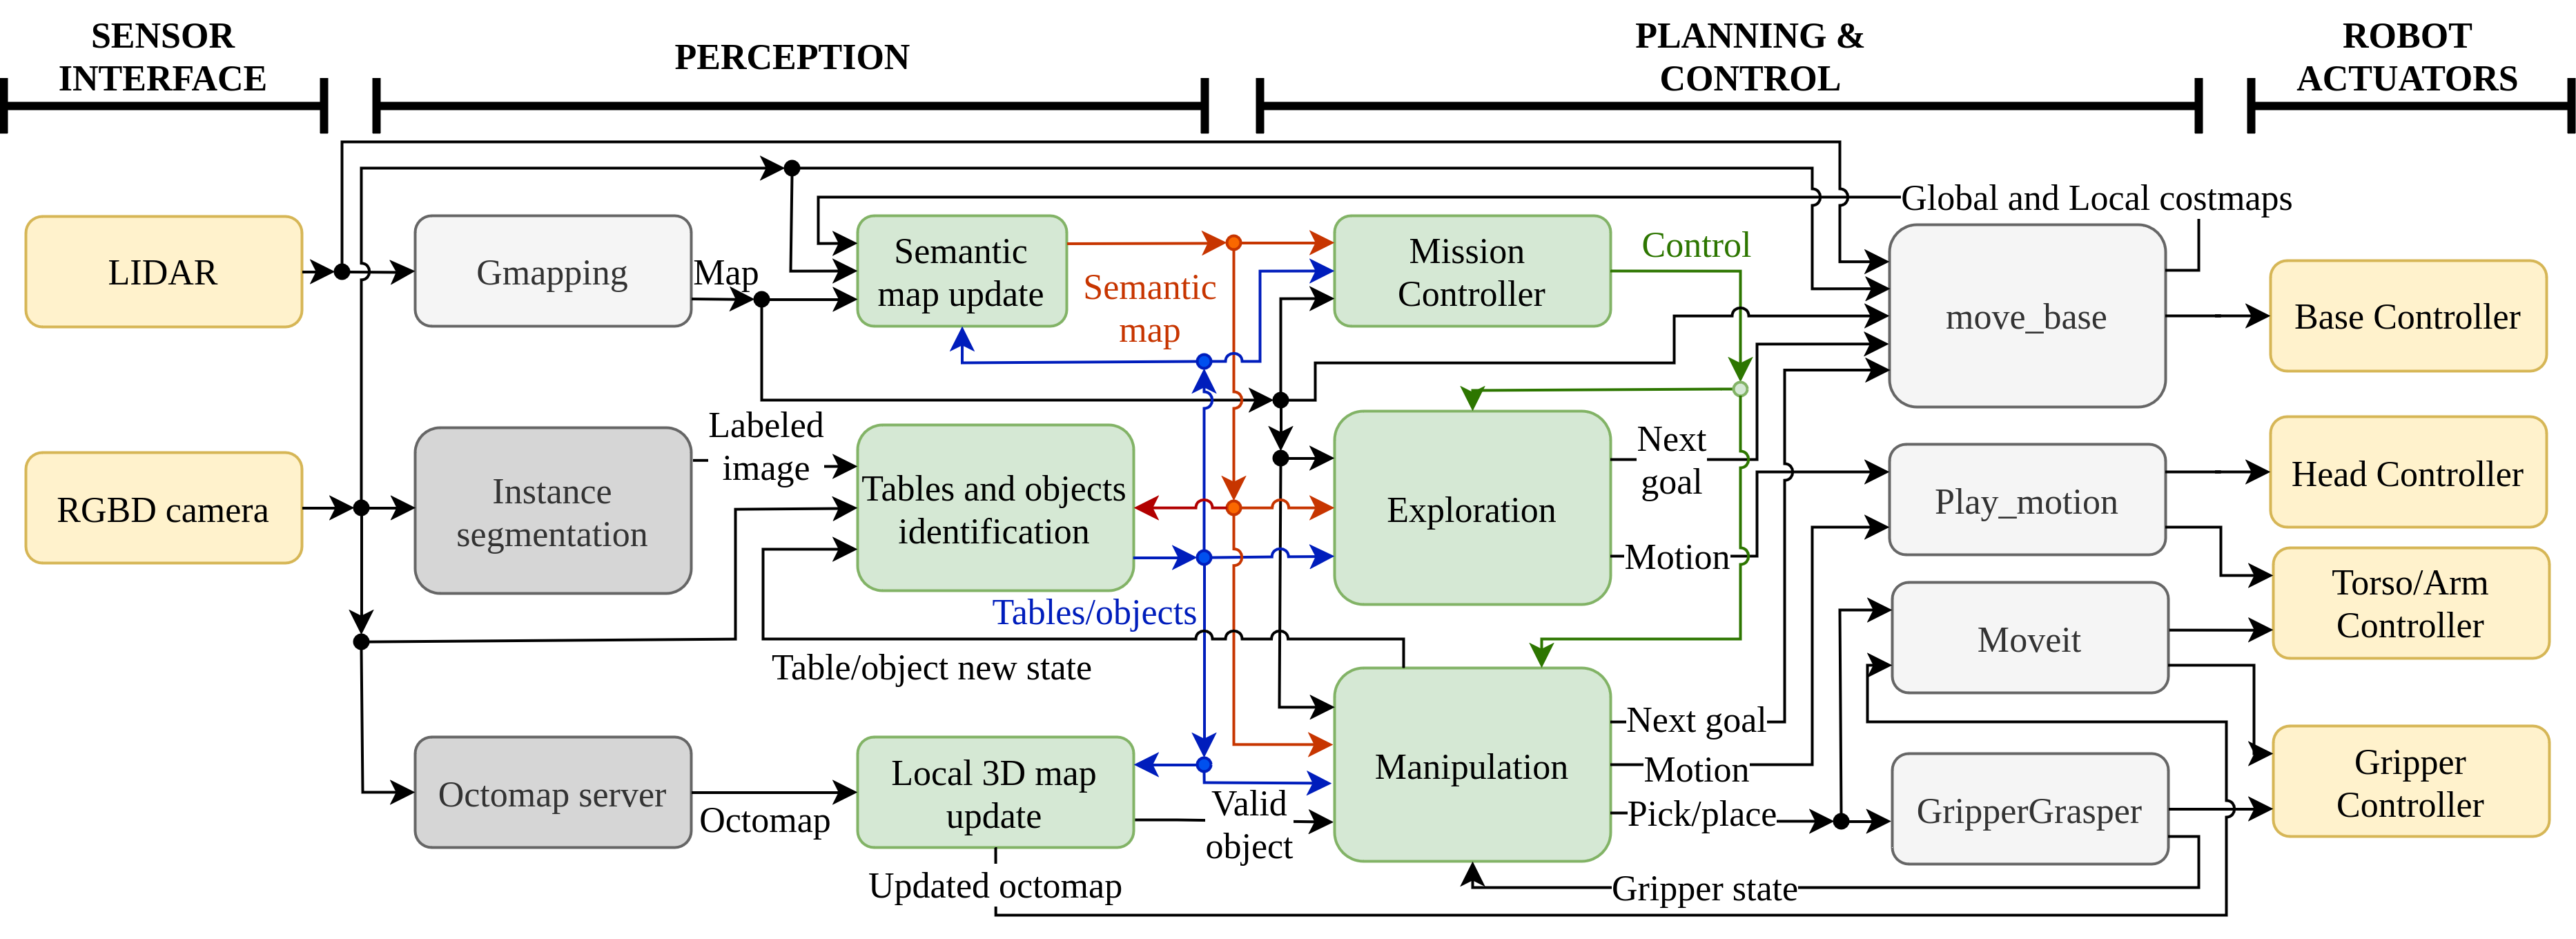 SENSOR
INTERFACE
PERCEPTION
PLANNING &
CONTROL
ROBOT
ACTUATORS
Global and Local costmaps
LIDAR
Gmapping
Map
Semantic
map update
Semantic
map
Mission
Controller
Control
move_base
Base Controller
RGBD camera
Instance
segmentation
Labeled
image
Tables and objects
identification
Tables/objects
Exploration
Next
goal
Motion
Play_motion
Head Controller
Torso/Arm
Controller
Moveit
Table/object new state
Octomap server
Octomap
Local 3D map
update
Valid
object
Updated octomap
Manipulation
Next goal
Motion
Pick/place
Gripper state
GripperGrasper
Gripper
Controller